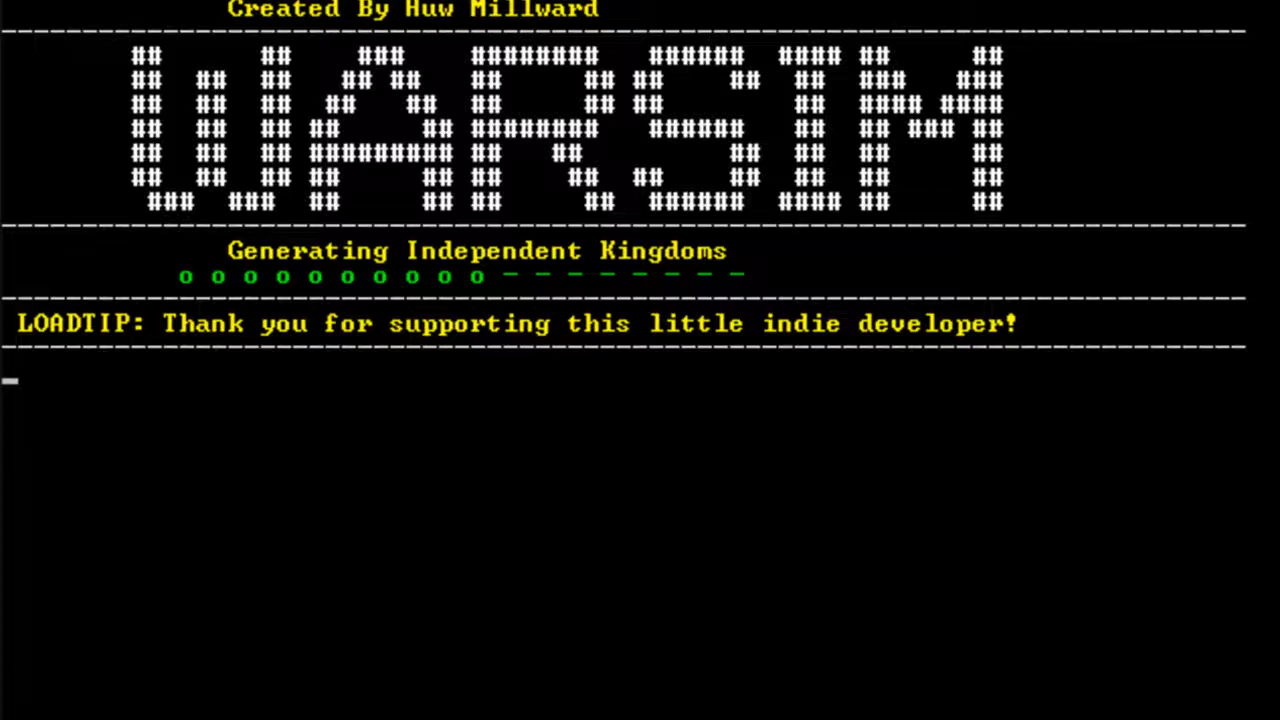 Created By Huw Millward
WARSIM
Generating Independent Kingdoms
o o o o o o o o o o - - - - - - - -
LOADTIP: Thank you for supporting this little indie developer!